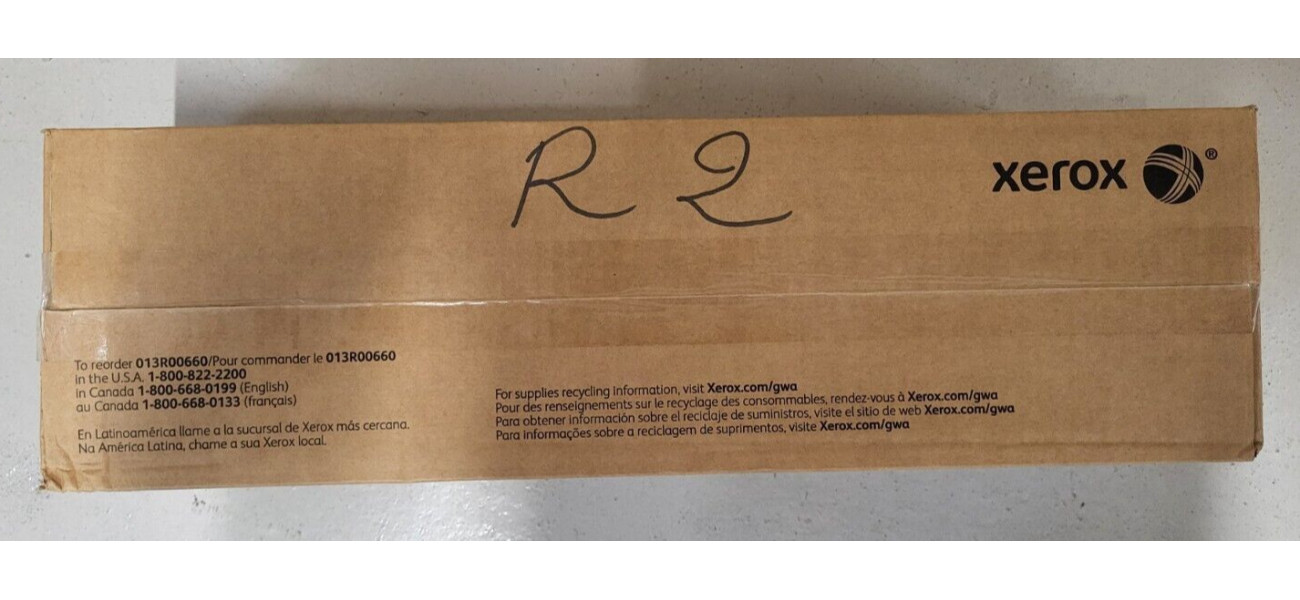 R 2
xerox ®
To reorder 013R00660/Pour commander le 013R00660
in the U.S.A. 1-800-822-2200
in Canada 1-800-668-0199 (English)
au Canada 1-800-668-0133 (français)
En Latinoamérica llame a la sucursal de Xerox más cercana.
Na América Latina, chame a sua Xerox local.
For supplies recycling information, visit Xerox.com/gwa
Pour des renseignements sur le recyclage des consommables, rendez-vous à Xerox.com/gwa
Para obtener información sobre el reciclaje de suministros, visite el sitio de web Xerox.com/gwa
Para informações sobre a reciclagem de suprimentos, visite Xerox.com/gwa